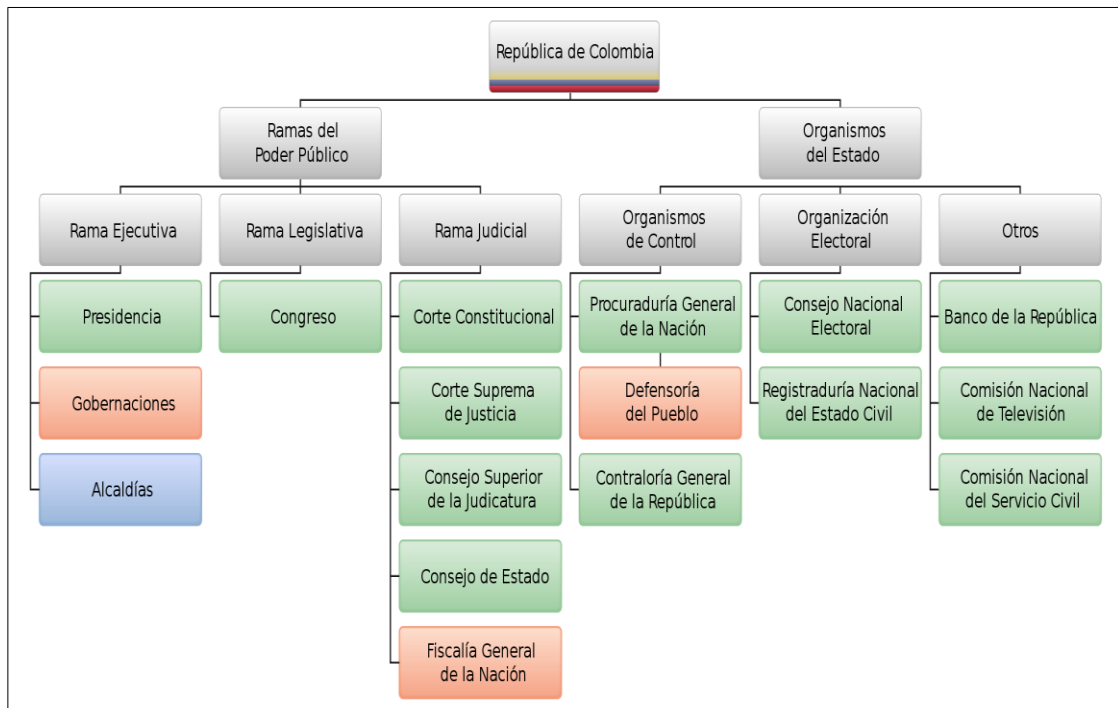 República de Colombia
Ramas del
Poder Público
Organismos
del Estado
Rama Ejecutiva
Rama Legislativa
Rama Judicial
Organismos
de Control
Organización
Electoral
Otros
Presidencia
Gobernaciones
Alcaldías
Congreso
Corte Constitucional
Corte Suprema
de Justicia
Consejo Superior
de la Judicatura
Consejo de Estado
Fiscalía General
de la Nación
Procuraduría General
de la Nación
Defensoría
del Pueblo
Contraloría General
de la República
Consejo Nacional
Electoral
Registraduría Nacional
del Estado Civil
Banco de la República
Comisión Nacional
de Televisión
Comisión Nacional
del Servicio Civil